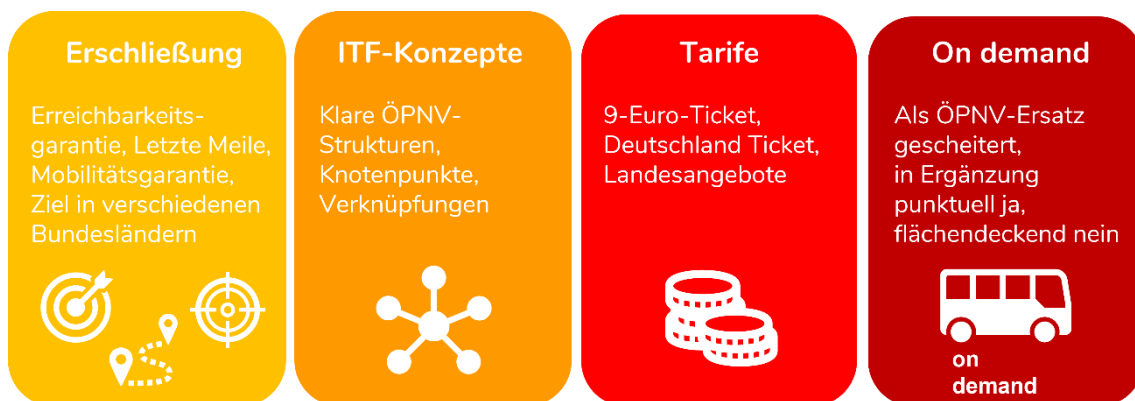 Erschließung
Erreichbarkeits-
garantie, Letzte Meile,
Mobilitätsgarantie,
Ziel in verschiedenen
Bundesländern
ITF-Konzepte
Klare ÖPNV-
Strukturen,
Knotenpunkte,
Verknüpfungen
Tarife
9-Euro-Ticket,
Deutschland Ticket,
Landesangebote
On demand
Als ÖPNV-Ersatz
gescheitert,
in Ergänzung
punktuell ja,
flächendeckend nein
on
demand